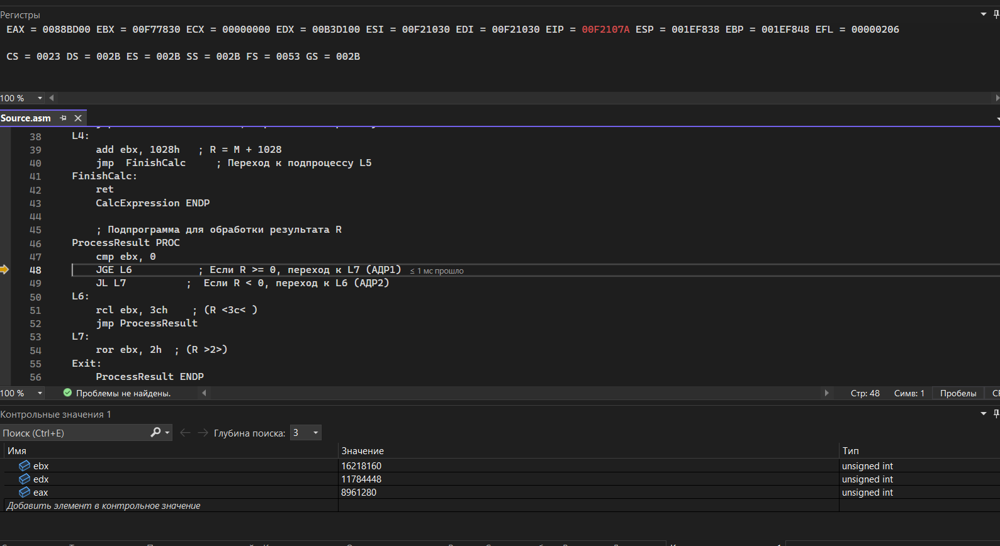 Регистры
EAX = 0088BD00 EBX = 00F77830 ECX = 00000000 EDX = 00B3D100 ESI = 00F21030 EDI = 00F21030 EIP = 00F2107A ESP = 001EF838 EBP = 001EF848 EFL = 00000206
CS = 0023 DS = 002B ES = 002B SS = 002B FS = 0053 GS = 002B
100 %
Source.asm
38 L4:
39 add ebx, 1028h ; R = M + 1028
40 jmp FinishCalc ; Переход к подпроцессу L5
41 FinishCalc:
42 ret
43 CalcExpression ENDP
44
45 ; Подпрограмма для обработки результата R
46 ProcessResult PROC
47 cmp ebx, 0
48 JGE L6 ; Если R >= 0, переход к L7 (АДР1) ≤ 1 мс прошло
49 JL L7 ; Если R < 0, переход к L6 (АДР2)
50 L6:
51 rcl ebx, 3ch ; (R <3c< )
52 jmp ProcessResult
53 L7:
54 ror ebx, 2h ; (R >2>)
55 Exit:
56 ProcessResult ENDP
100 % Проблемы не найдены. Стр: 48 Симв: 1 Пробелы
Контрольные значения 1
Поиск (Ctrl+E) Глубина поиска: 3
Имя Значение Тип
ebx 16218160 unsigned int
edx 11784448 unsigned int
eax 8961280 unsigned int
Добавить элемент в контрольное значение